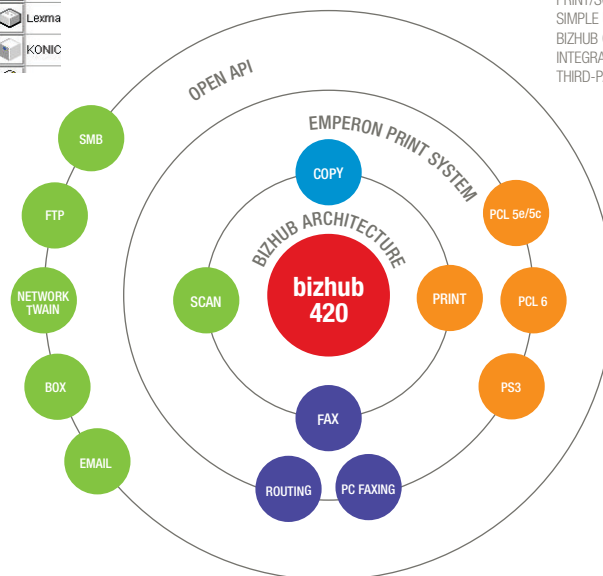 Lexma
KONIC
SIMPLE
BIZHUB
INTEGRA
THIRD-P
OPEN API
EMPERON PRINT SYSTEM
BIZHUB ARCHITECTURE
bizhub
420
COPY
PRINT
FAX
SCAN
SMB
FTP
NETWORK
TWAIN
BOX
EMAIL
PCL 5e/5c
PCL 6
PS3
ROUTING
PC FAXING